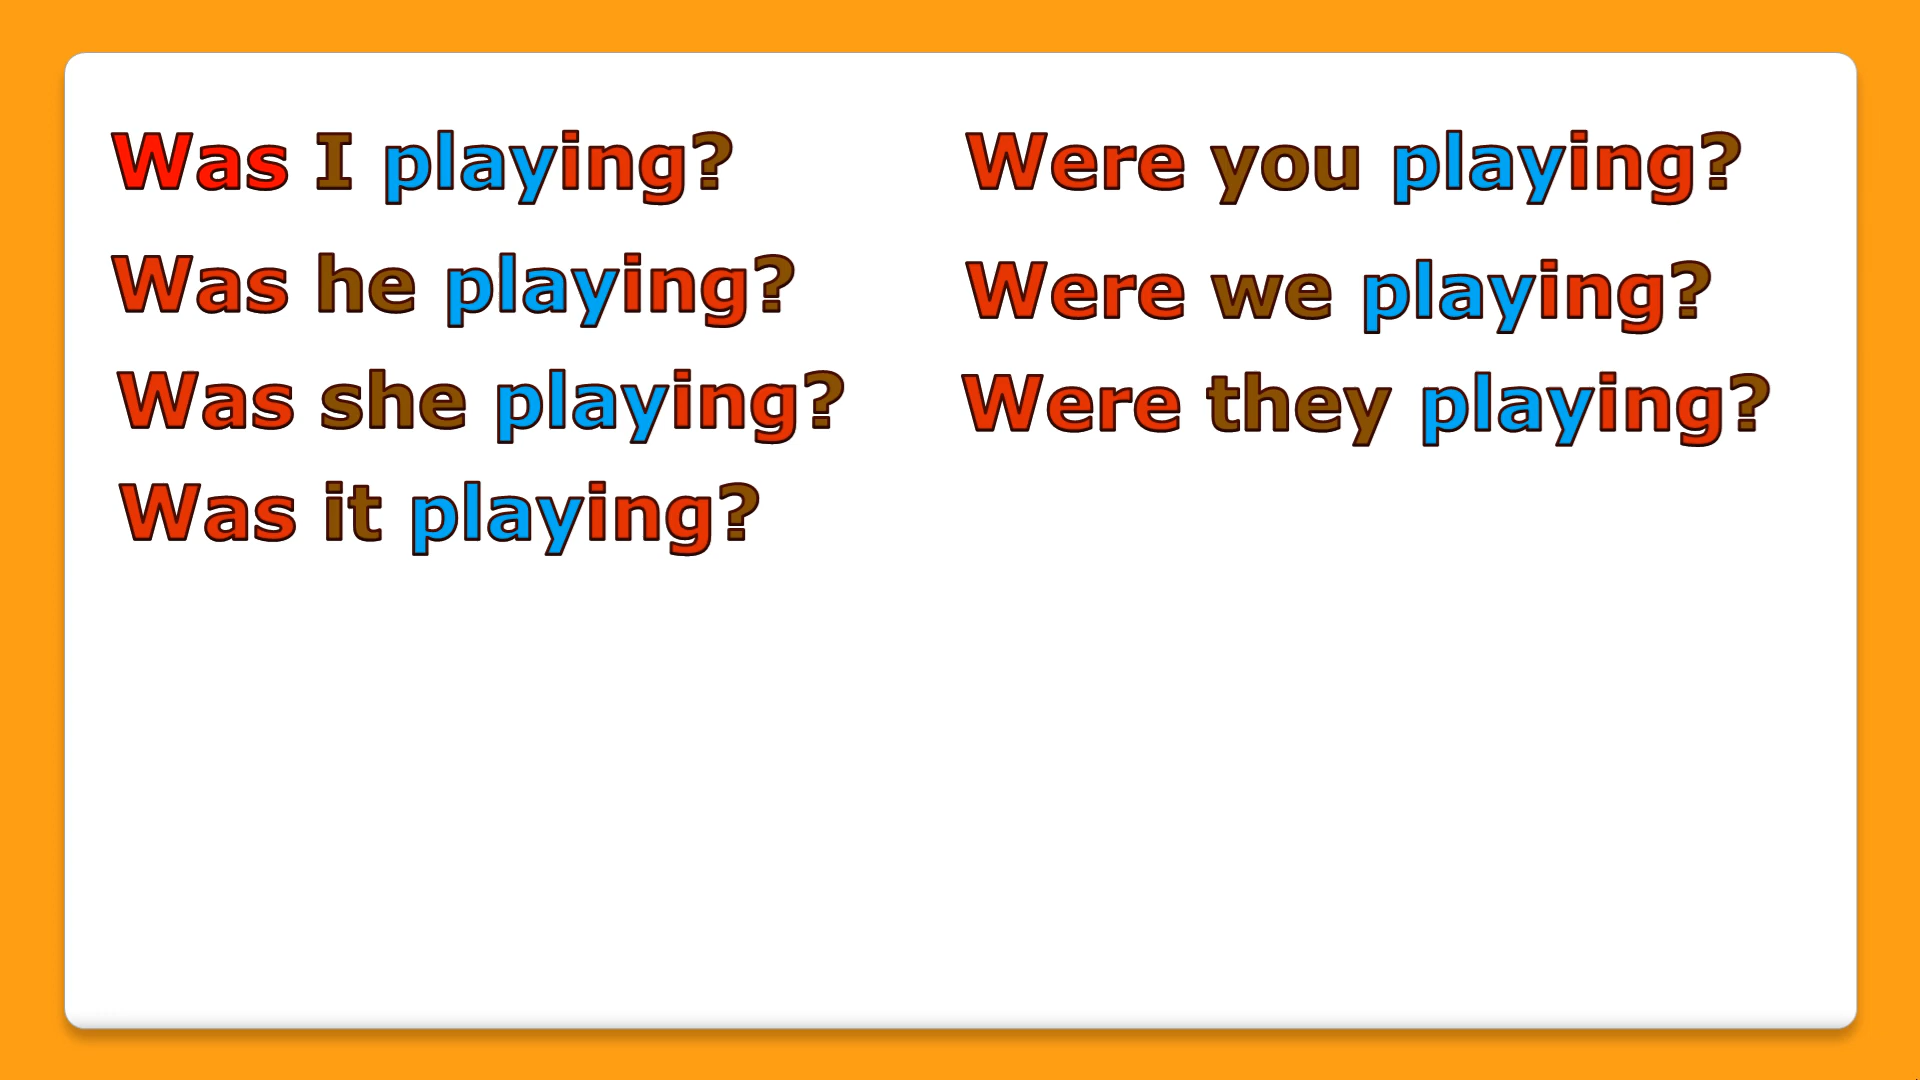 Was I playing?
Was he playing?
Was she playing?
Was it playing?
Were you playing?
Were we playing?
Were they playing?